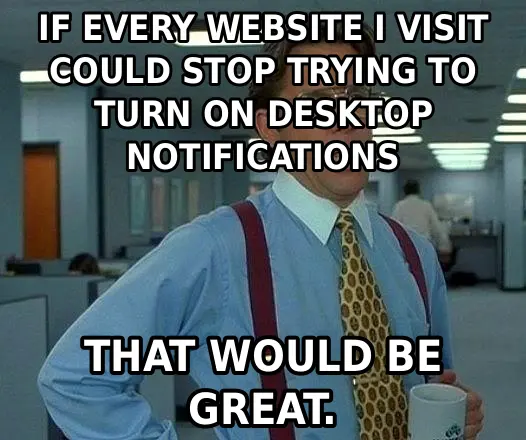 IF EVERY WEBSITE I VISIT
COULD STOP TRYING TO
TURN ON DESKTOP
NOTIFICATIONS
THAT WOULD BE
GREAT.